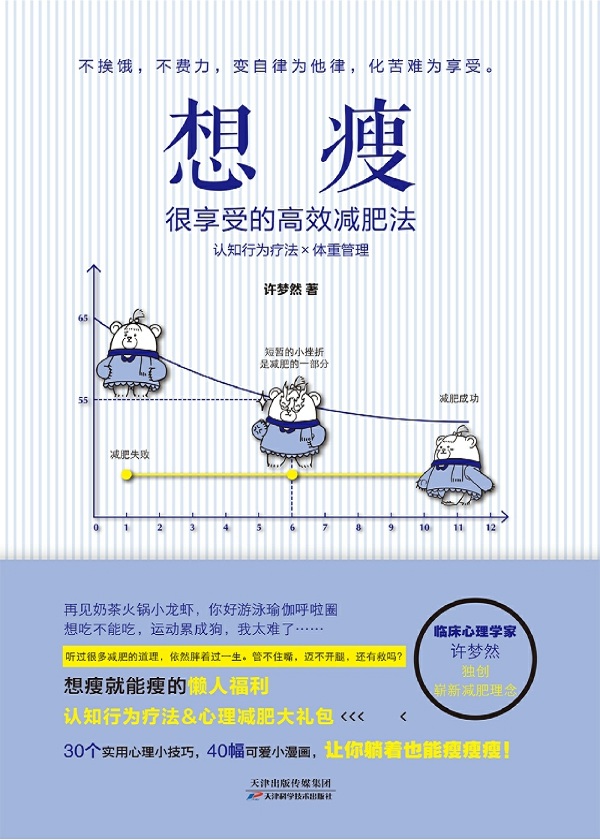 不挨饿，不费力，变自律为他律，化苦难为享受。
想 瘦
很享受的高效减肥法
认知行为疗法×体重管理
许梦然 著
65
短暂的小挫折
是减肥的一部分
55
减肥成功
减肥失败
0 1 2 3 4 5 6 7 8 9 10 11 12
再见奶茶火锅小龙虾，你好游泳瑜伽呼啦圈
想吃不能吃，运动累成狗，我太难了……
听过很多减肥的道理，依然胖着过一生。管不住嘴，迈不开腿，还有救吗？
想瘦就能瘦的懒人福利
认知行为疗法&心理减肥大礼包 <<< <
30个实用心理小技巧，40幅可爱小漫画，让你躺着也能瘦瘦瘦！
临床心理学家
许梦然
独创
崭新减肥理念
天津出版传媒集团
天津科学技术出版社